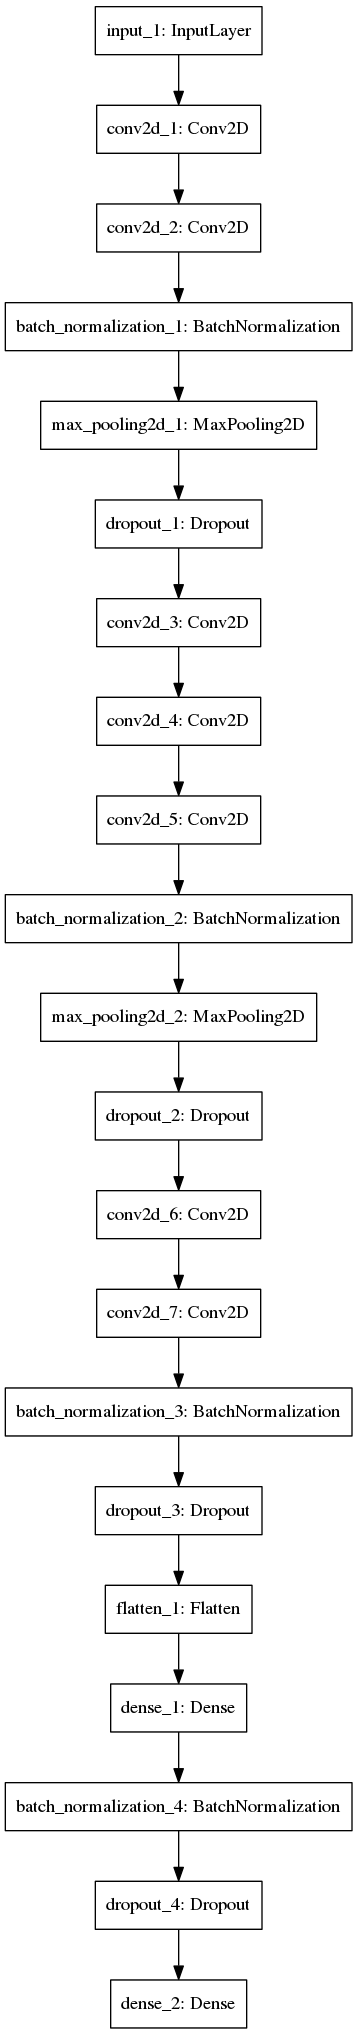 input_1: InputLayer
conv2d_1: Conv2D
conv2d_2: Conv2D
batch_normalization_1: BatchNormalization
max_pooling2d_1: MaxPooling2D
dropout_1: Dropout
conv2d_3: Conv2D
conv2d_4: Conv2D
conv2d_5: Conv2D
batch_normalization_2: BatchNormalization
max_pooling2d_2: MaxPooling2D
dropout_2: Dropout
conv2d_6: Conv2D
conv2d_7: Conv2D
batch_normalization_3: BatchNormalization
dropout_3: Dropout
flatten_1: Flatten
dense_1: Dense
batch_normalization_4: BatchNormalization
dropout_4: Dropout
dense_2: Dense